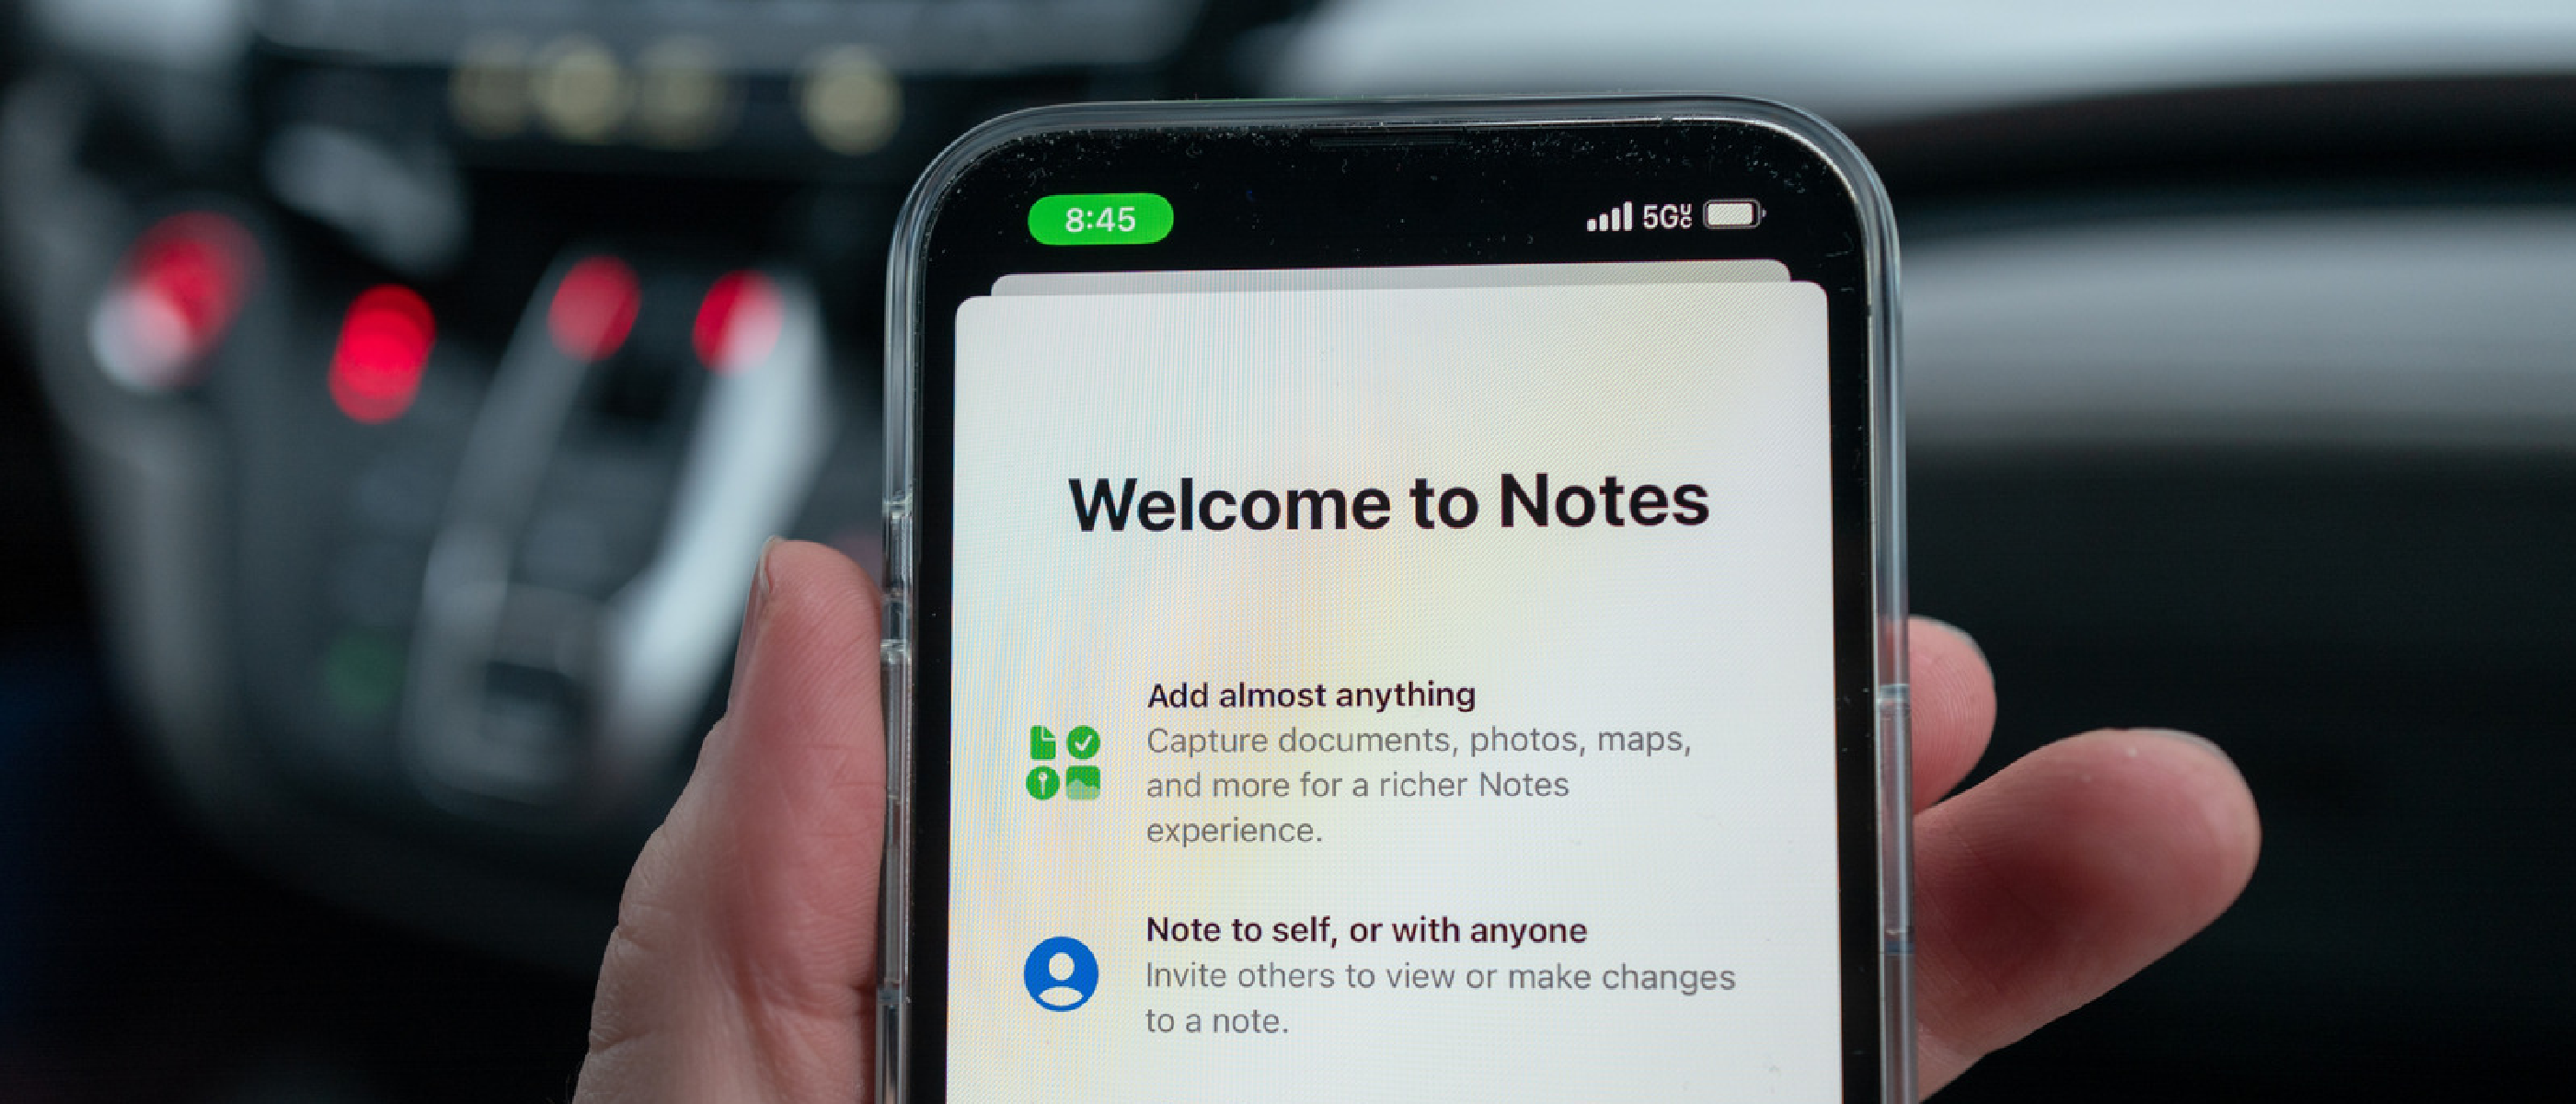 8:45 5G UC
Welcome to Notes
Add almost anything
Capture documents, photos, maps,
and more for a richer Notes
experience.
Note to self, or with anyone
Invite others to view or make changes
to a note.